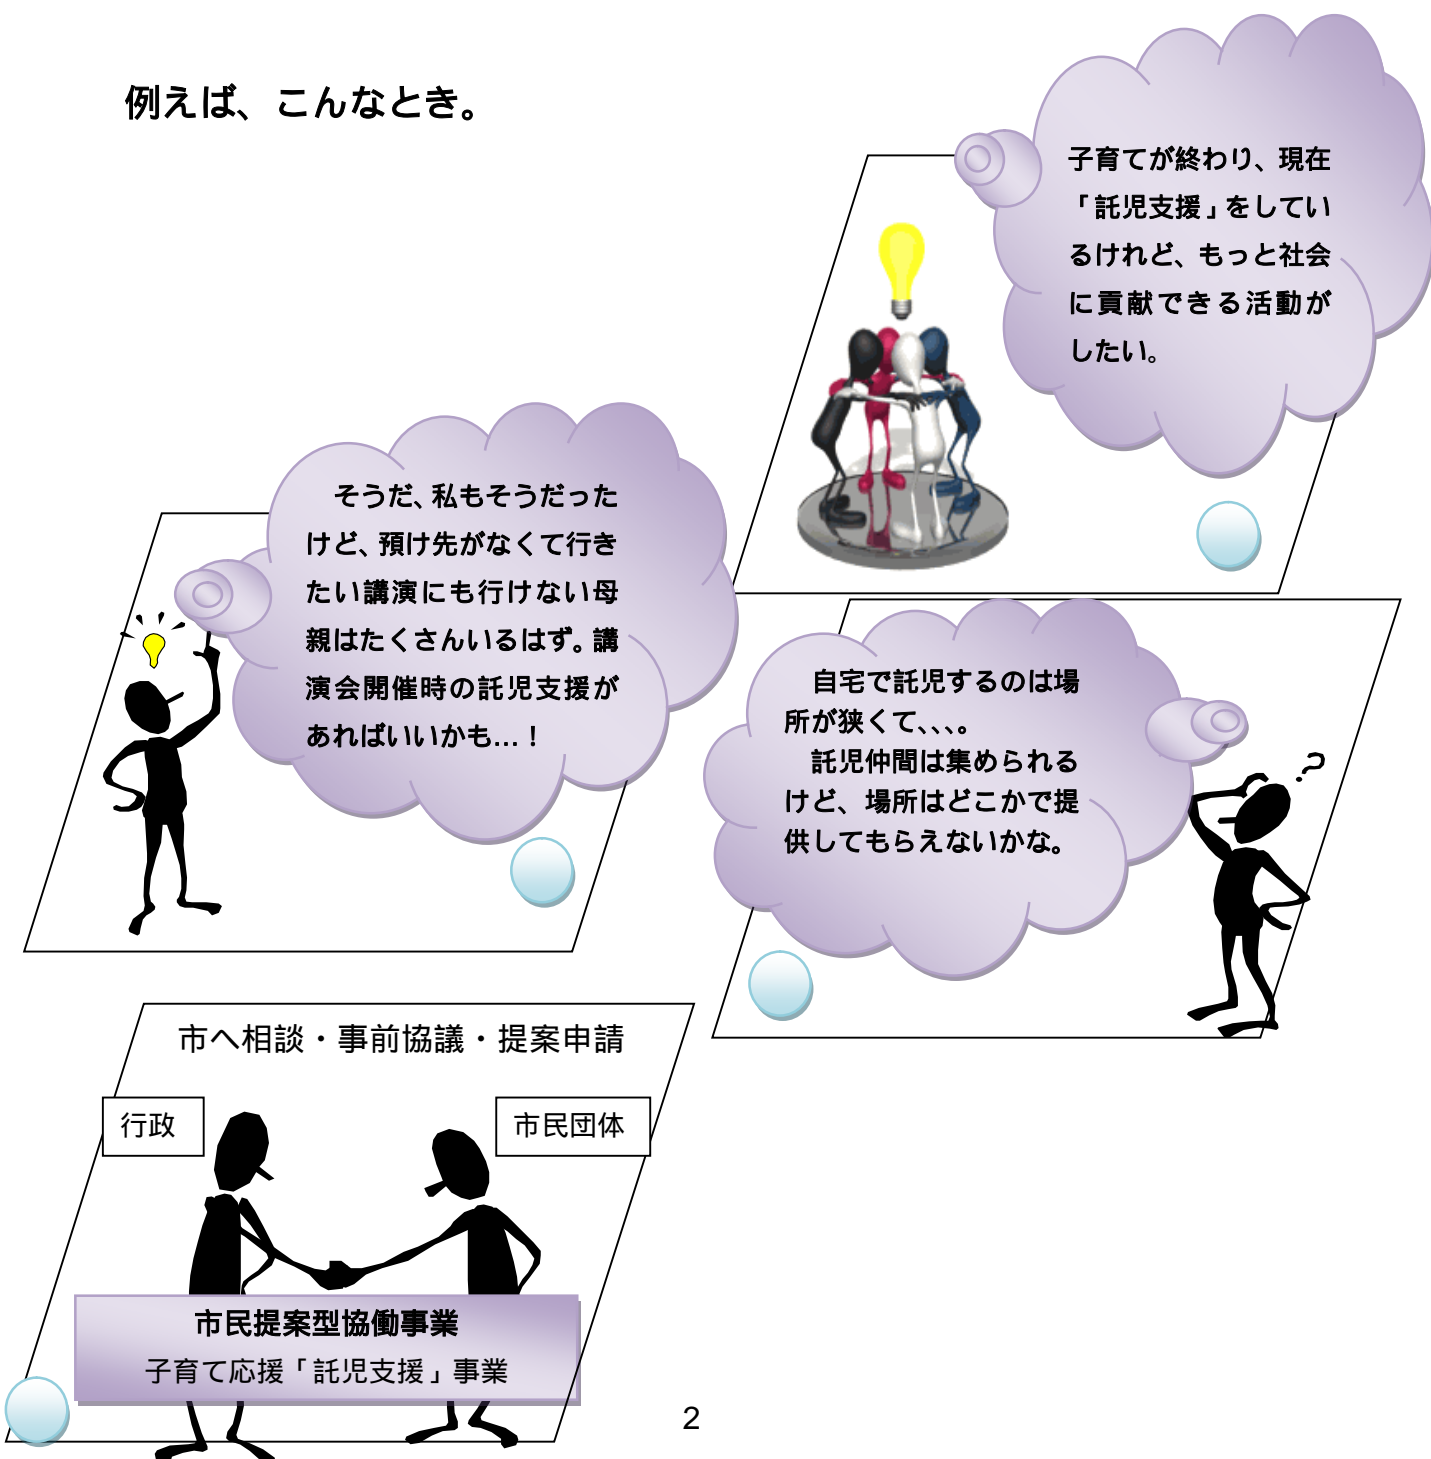 例えば、こんなとき。
子育てが終わり、現在
「託児支援」をしてい
るけれど、もっと社会
に貢献できる活動が
したい。
そうだ、私もそうだった
けど、預け先がなくて行き
たい講演にも行けない母
親はたくさんいるはず。講
演会開催時の託児支援が
あればいいかも…！
自宅で託児するのは場
所が狭くて、、、。
託児仲間は集められる
けど、場所はどこかで提
供してもらえないかな。
市へ相談・事前協議・提案申請
行政
市民団体
市民提案型協働事業
子育て応援「託児支援」事業
2